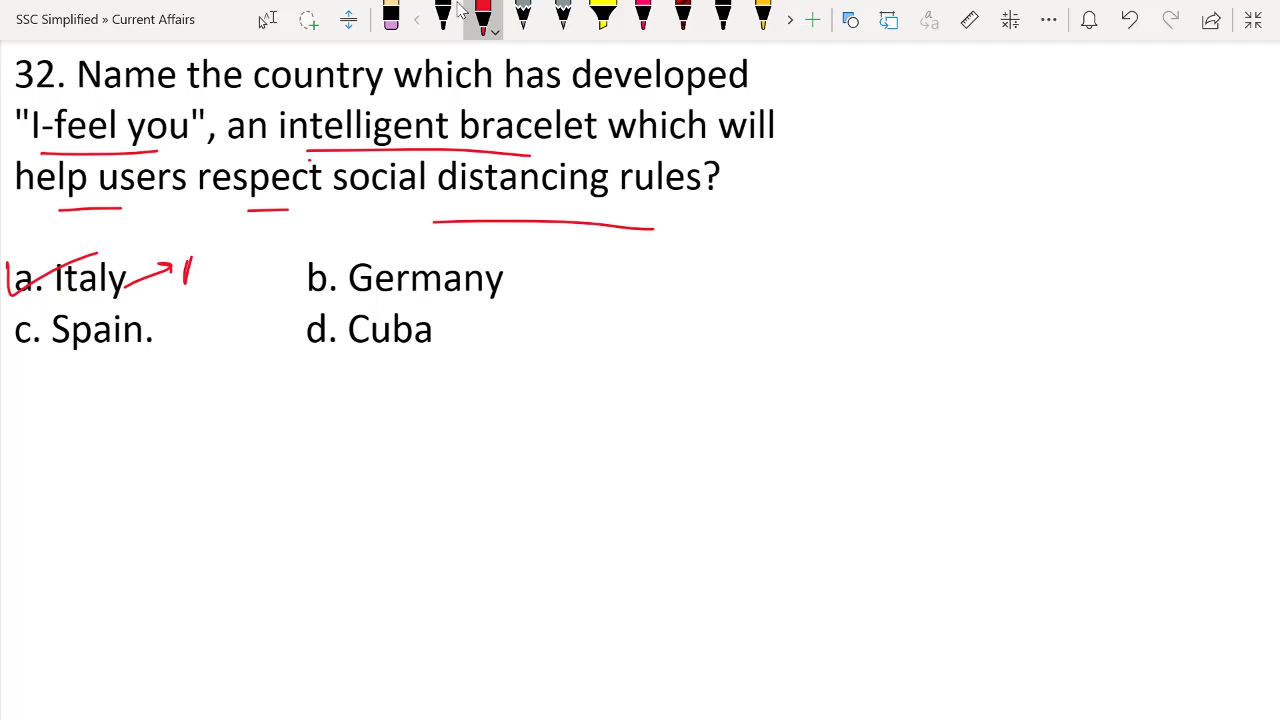 SSC Simplified » Current Affairs
32. Name the country which has developed
"I-feel you", an intelligent bracelet which will
help users respect social distancing rules?
a. Italy b. Germany
c. Spain. d. Cuba